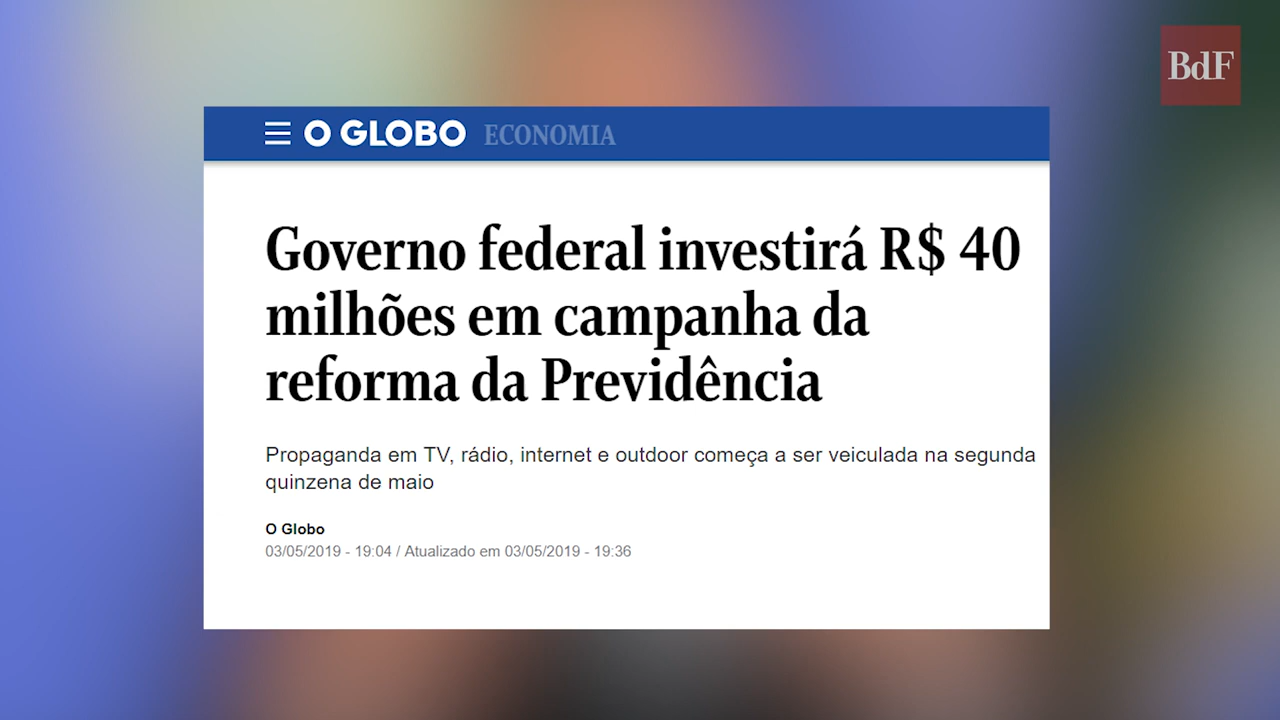 BdF
O GLOBO ECONOMIA
Governo federal investirá R$ 40
milhões em campanha da
reforma da Previdência
Propaganda em TV, rádio, internet e outdoor começa a ser veiculada na segunda
quinzena de maio
O Globo
03/05/2019 - 19:04 / Atualizado em 03/05/2019 - 19:36